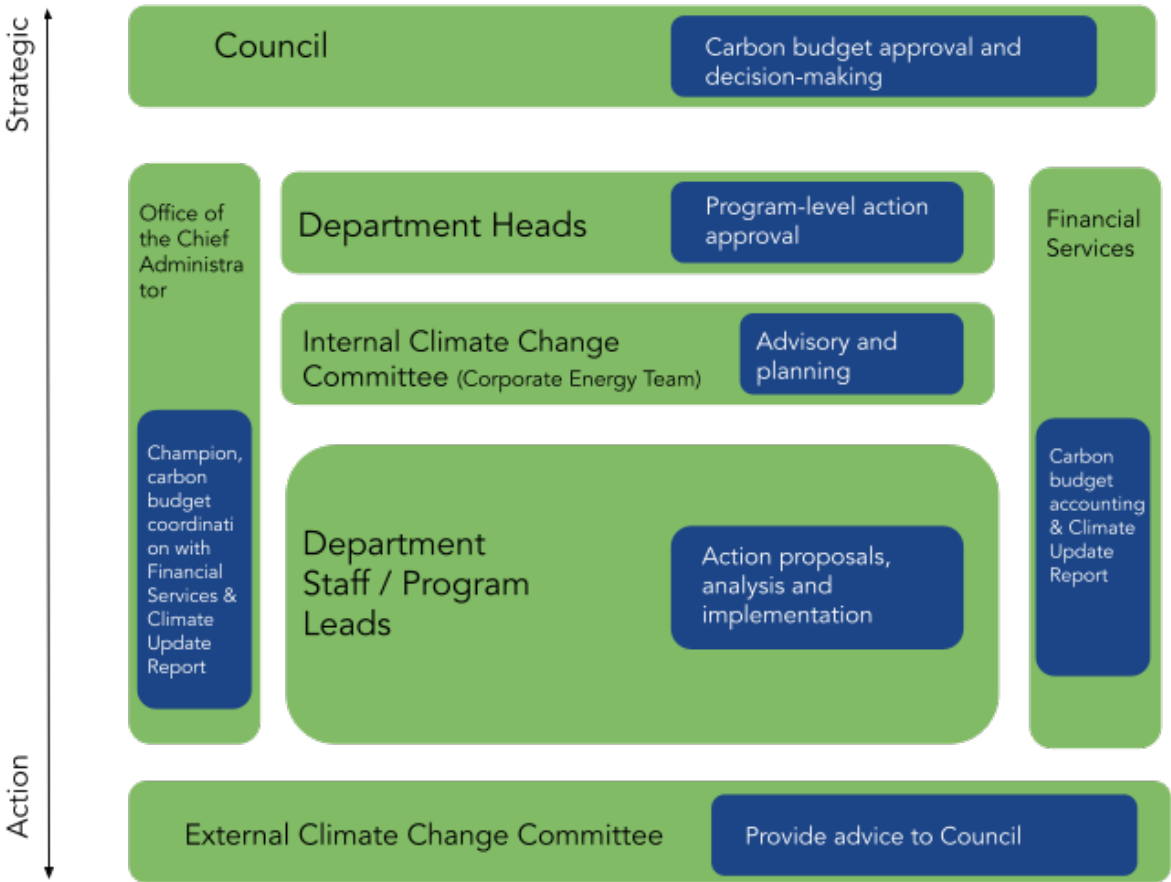 Strategic
Council
Carbon budget approval and
decision-making
Office of
the Chief
Administra
tor
Champion,
carbon
budget
coordinati
on with
Financial
Services &
Climate
Update
Report
Department Heads
Program-level action
approval
Internal Climate Change
Committee (Corporate Energy Team)
Advisory and
planning
Department
Staff / Program
Leads
Action proposals,
analysis and
implementation
Financial
Services
Carbon
budget
accounting
& Climate
Update
Report
Action
External Climate Change Committee
Provide advice to Council